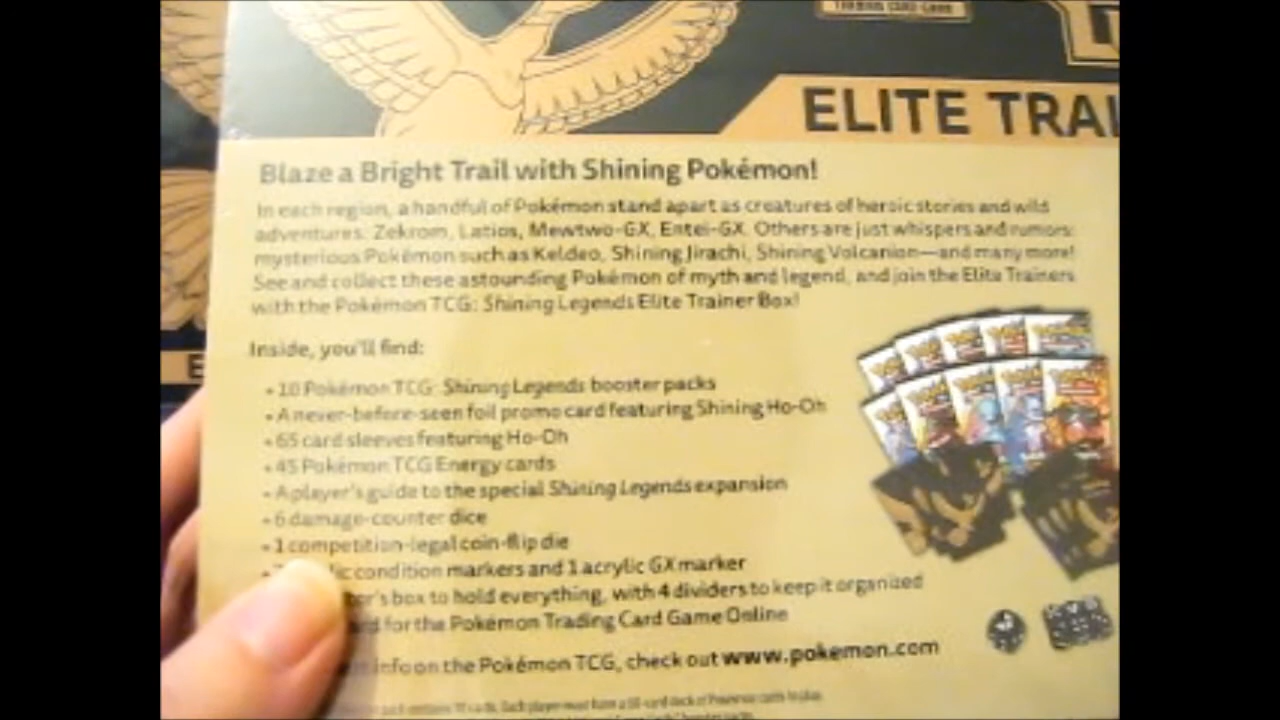 TRADING CARD GAME
ELITE TRAI
Blaze a Bright Trail with Shining Pokémon!
In each region, a handful of Pokémon stand apart as creatures of heroic stories and wild
adventures: Zekrom, Latios, Mewtwo-GX, Entei-GX. Others are just whispers and rumors:
mysterious Pokémon such as Keldeo, Shining Jirachi, Shining Volcanion—and many more!
See and collect these astounding Pokémon of myth and legend, and join the Elite Trainers
with the Pokémon TCG: Shining Legends Elite Trainer Box!
Inside, you'll find:
• 10 Pokémon TCG: Shining Legends booster packs
• A never-before-seen foil promo card featuring Shining Ho-Oh
• 65 card sleeves featuring Ho-Oh
• 45 Pokémon TCG Energy cards
• A player's guide to the special Shining Legends expansion
• 6 damage-counter dice
• 1 competition-legal coin-flip die
condition markers and 1 acrylic GX marker
box to hold everything, with 4 dividers to keep it organized
for the Pokémon Trading Card Game Online
info on the Pokémon TCG, check out www.pokemon.com
E